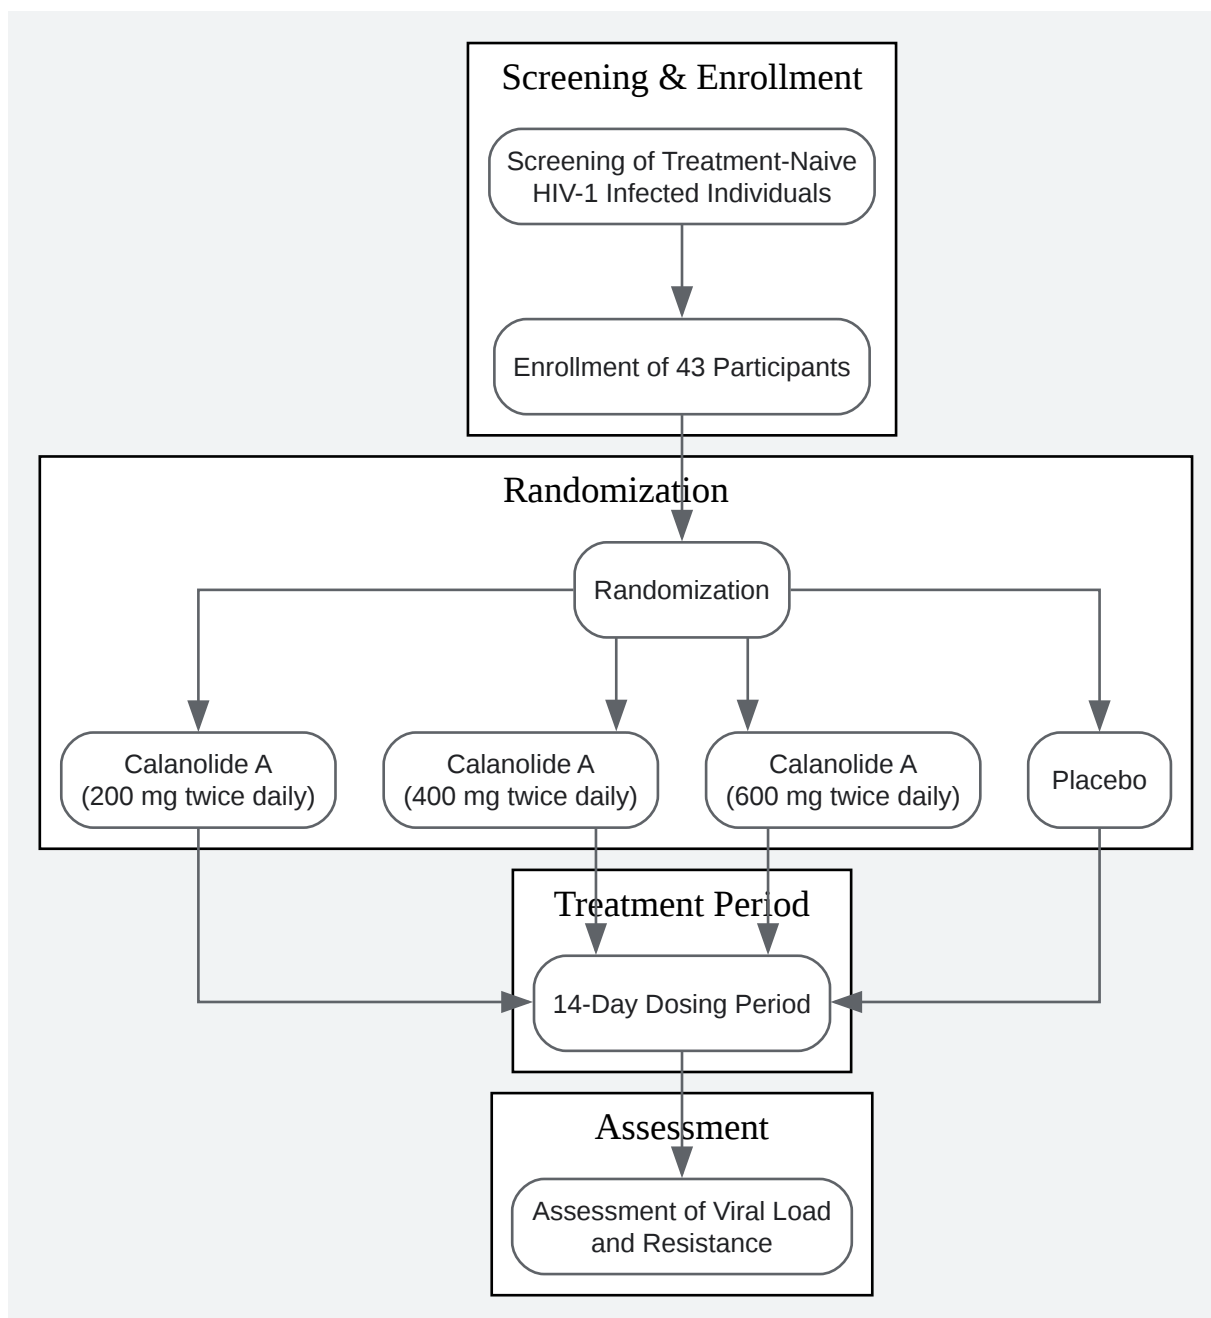 Screening & Enrollment
Screening of Treatment-Naive
HIV-1 Infected Individuals
Enrollment of 43 Participants
Randomization
Randomization
Calanolide A
(200 mg twice daily)
Calanolide A
(400 mg twice daily)
Calanolide A
(600 mg twice daily)
Placebo
Treatment Period
14-Day Dosing Period
Assessment
Assessment of Viral Load
and Resistance